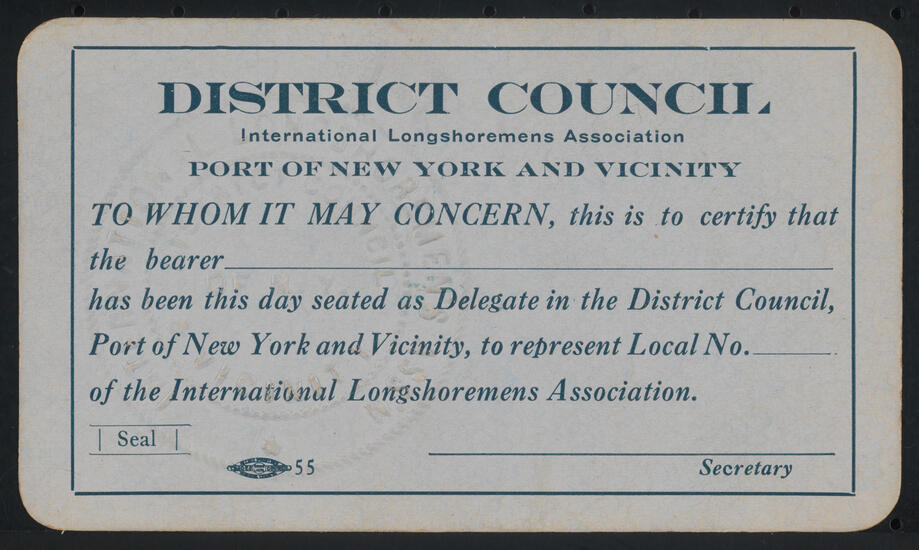 DISTRICT COUNCIL
International Longshoremens Association
PORT OF NEW YORK AND VICINITY
TO WHOM IT MAY CONCERN, this is to certify that
the bearer
has been this day seated as Delegate in the District Council,
Port of New York and Vicinity, to represent Local No.
of the International Longshoremens Association.
Seal
55
Secretary